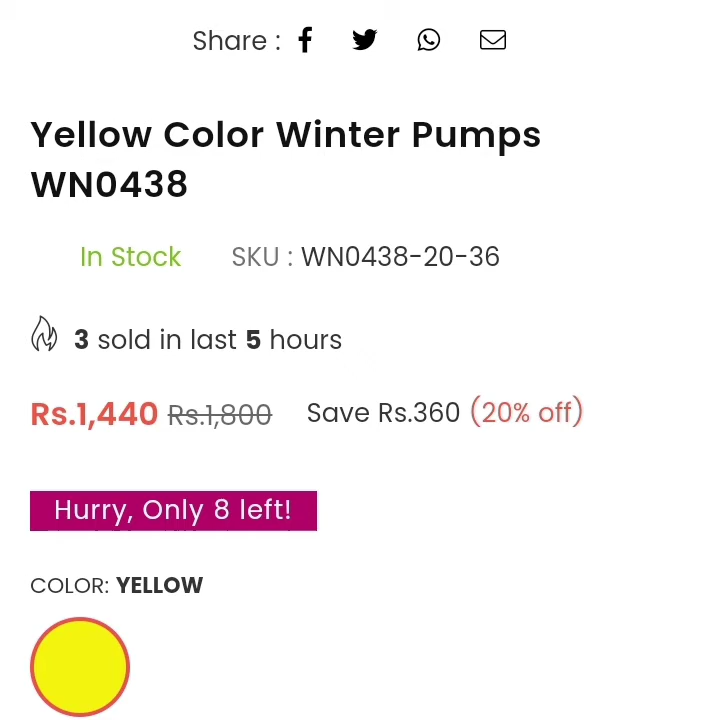 Share :
Yellow Color Winter Pumps
WN0438
In Stock SKU : WN0438-20-36
3 sold in last 5 hours
Rs.1,440 Rs.1,800 Save Rs.360 (20% off)
Hurry, Only 8 left!
COLOR: YELLOW